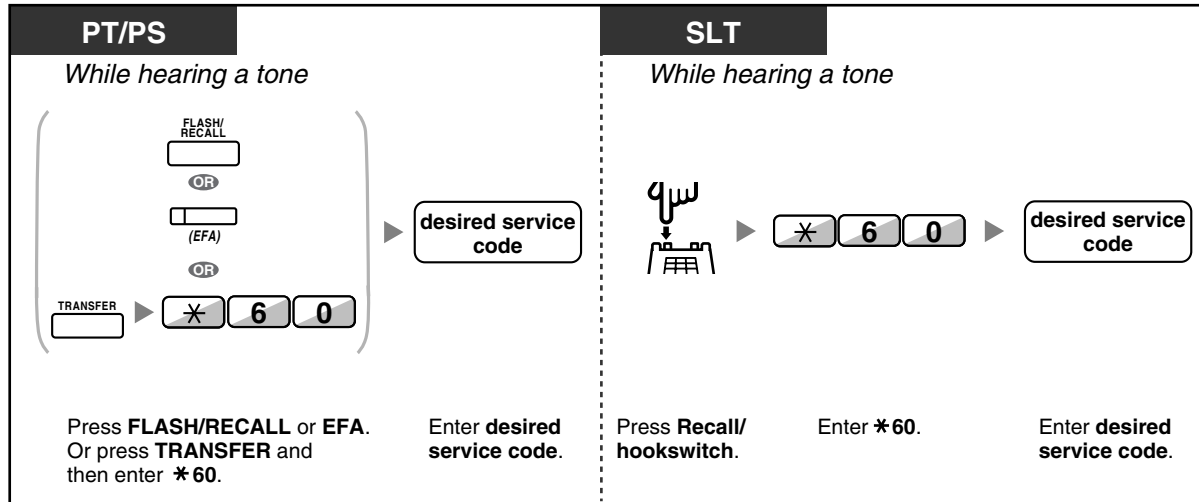 PT/PS
While hearing a tone
FLASH/
RECALL
OR
(EFA)
OR
TRANSFER
* 6 0
desired service
code
Press FLASH/RECALL or EFA.
Or press TRANSFER and
then enter *60.
Enter desired
service code.
SLT
While hearing a tone
* 6 0
desired service
code
Press Recall/
hookswitch.
Enter *60.
Enter desired
service code.